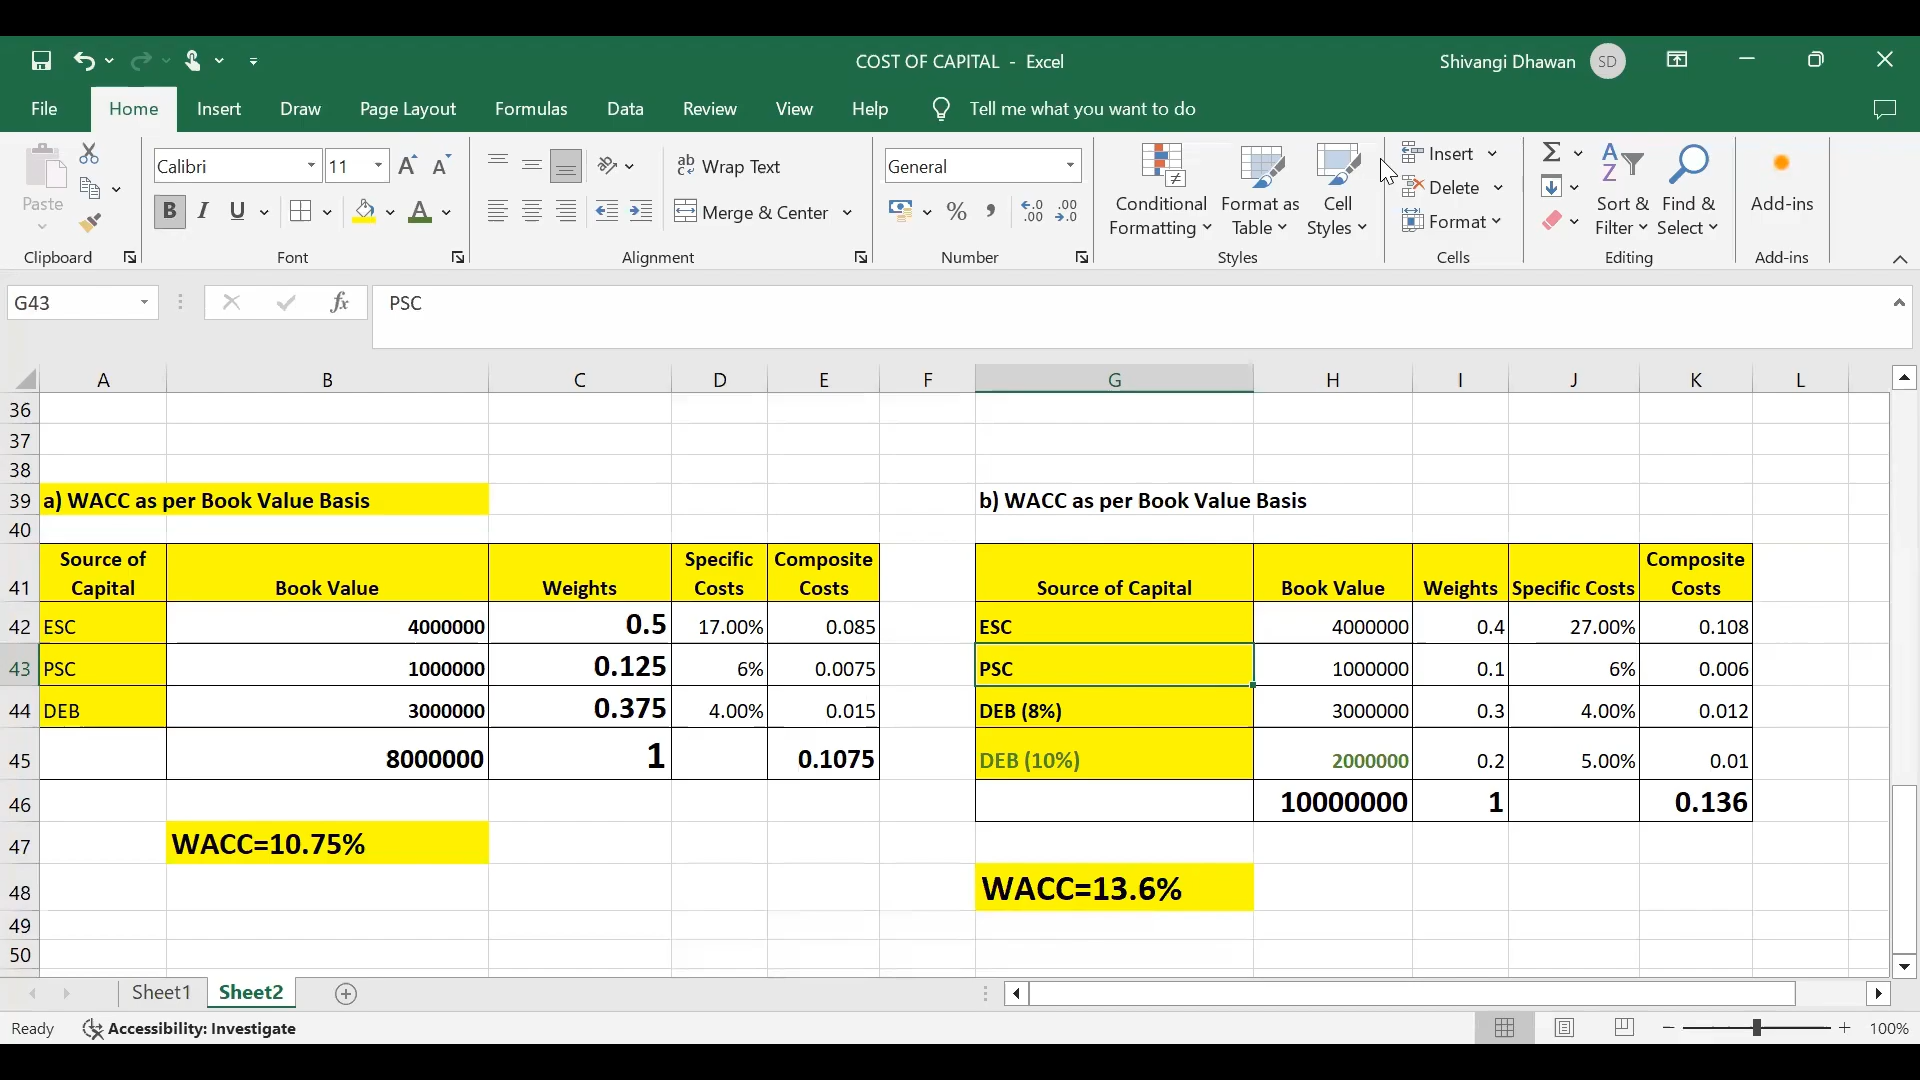 COST OF CAPITAL - Excel
Shivangi Dhawan SD
File Home Insert Draw Page Layout Formulas Data Review View Help Tell me what you want to do
Paste
Clipboard
Calibri 11
B I U
Font
ab Wrap Text
Merge & Center
Alignment
General
% , .00 .0
Number
Conditional Formatting
Format as Table
Cell Styles
Styles
Insert
Delete
Format
Cells
Sort & Filter
Find & Select
Editing
Add-ins
Add-ins
G43 fx PSC
A B C D E F G H I J K L
36
37
38
39 a) WACC as per Book Value Basis b) WACC as per Book Value Basis
40
41 Source of Capital Book Value Weights Specific Costs Composite Costs Source of Capital Book Value Weights Specific Costs Composite Costs
42 ESC 4000000 0.5 17.00% 0.085 ESC 4000000 0.4 27.00% 0.108
43 PSC 1000000 0.125 6% 0.0075 PSC 1000000 0.1 6% 0.006
44 DEB 3000000 0.375 4.00% 0.015 DEB (8%) 3000000 0.3 4.00% 0.012
45 8000000 1 0.1075 DEB (10%) 2000000 0.2 5.00% 0.01
46 10000000 1 0.136
47 WACC=10.75%
48 WACC=13.6%
49
50
Sheet1 Sheet2
Ready Accessibility: Investigate 100%